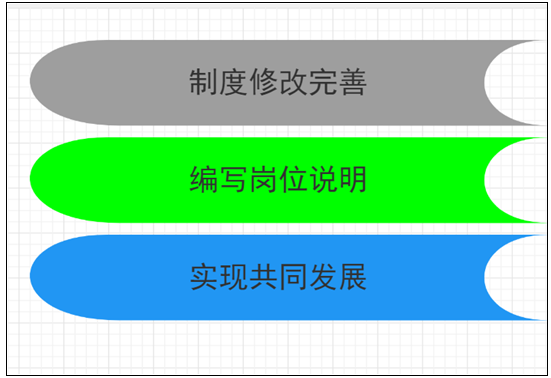 制度修改完善
编写岗位说明
实现共同发展